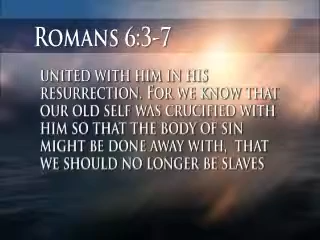 Romans 6:3-7
united with him in his
resurrection. For we know that
our old self was crucified with
him so that the body of sin
might be done away with, that
we should no longer be slaves